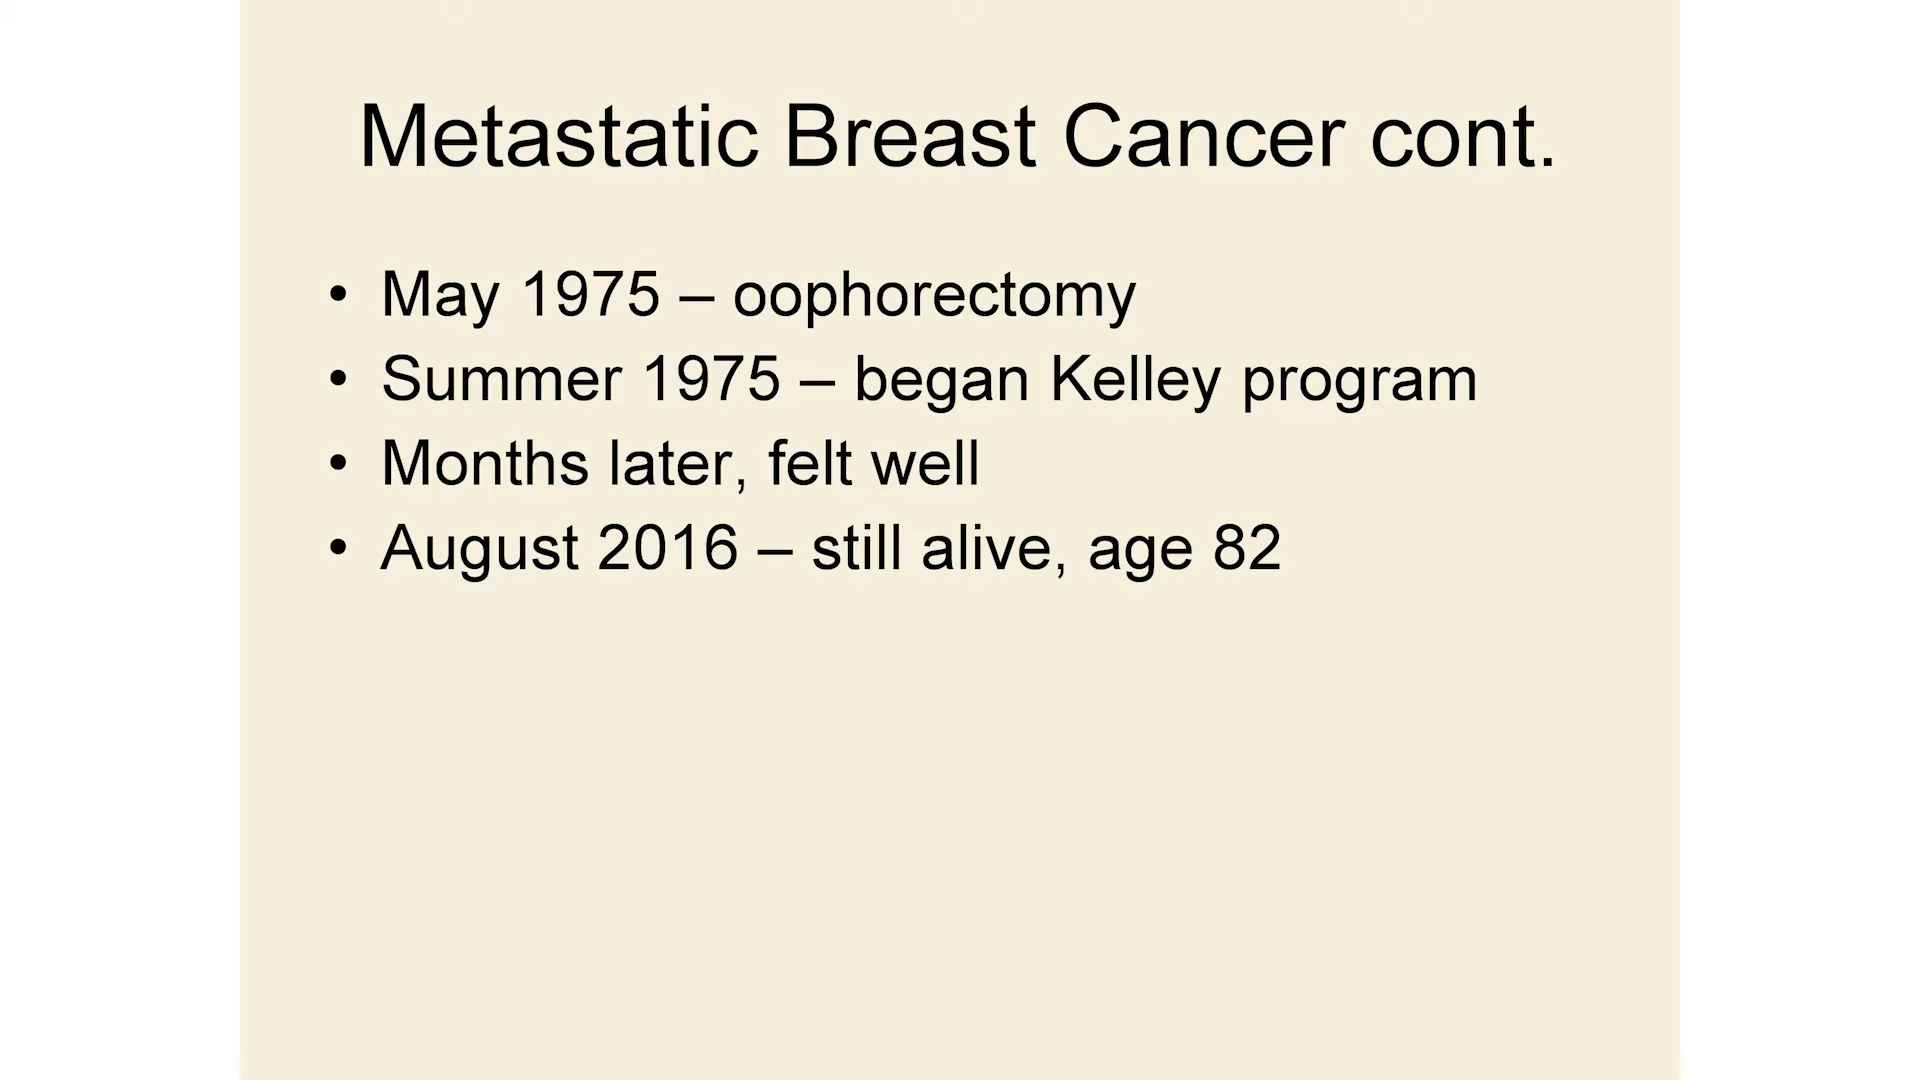 Metastatic Breast Cancer cont.
• May 1975 – oophorectomy
• Summer 1975 – began Kelley program
• Months later, felt well
• August 2016 – still alive, age 82